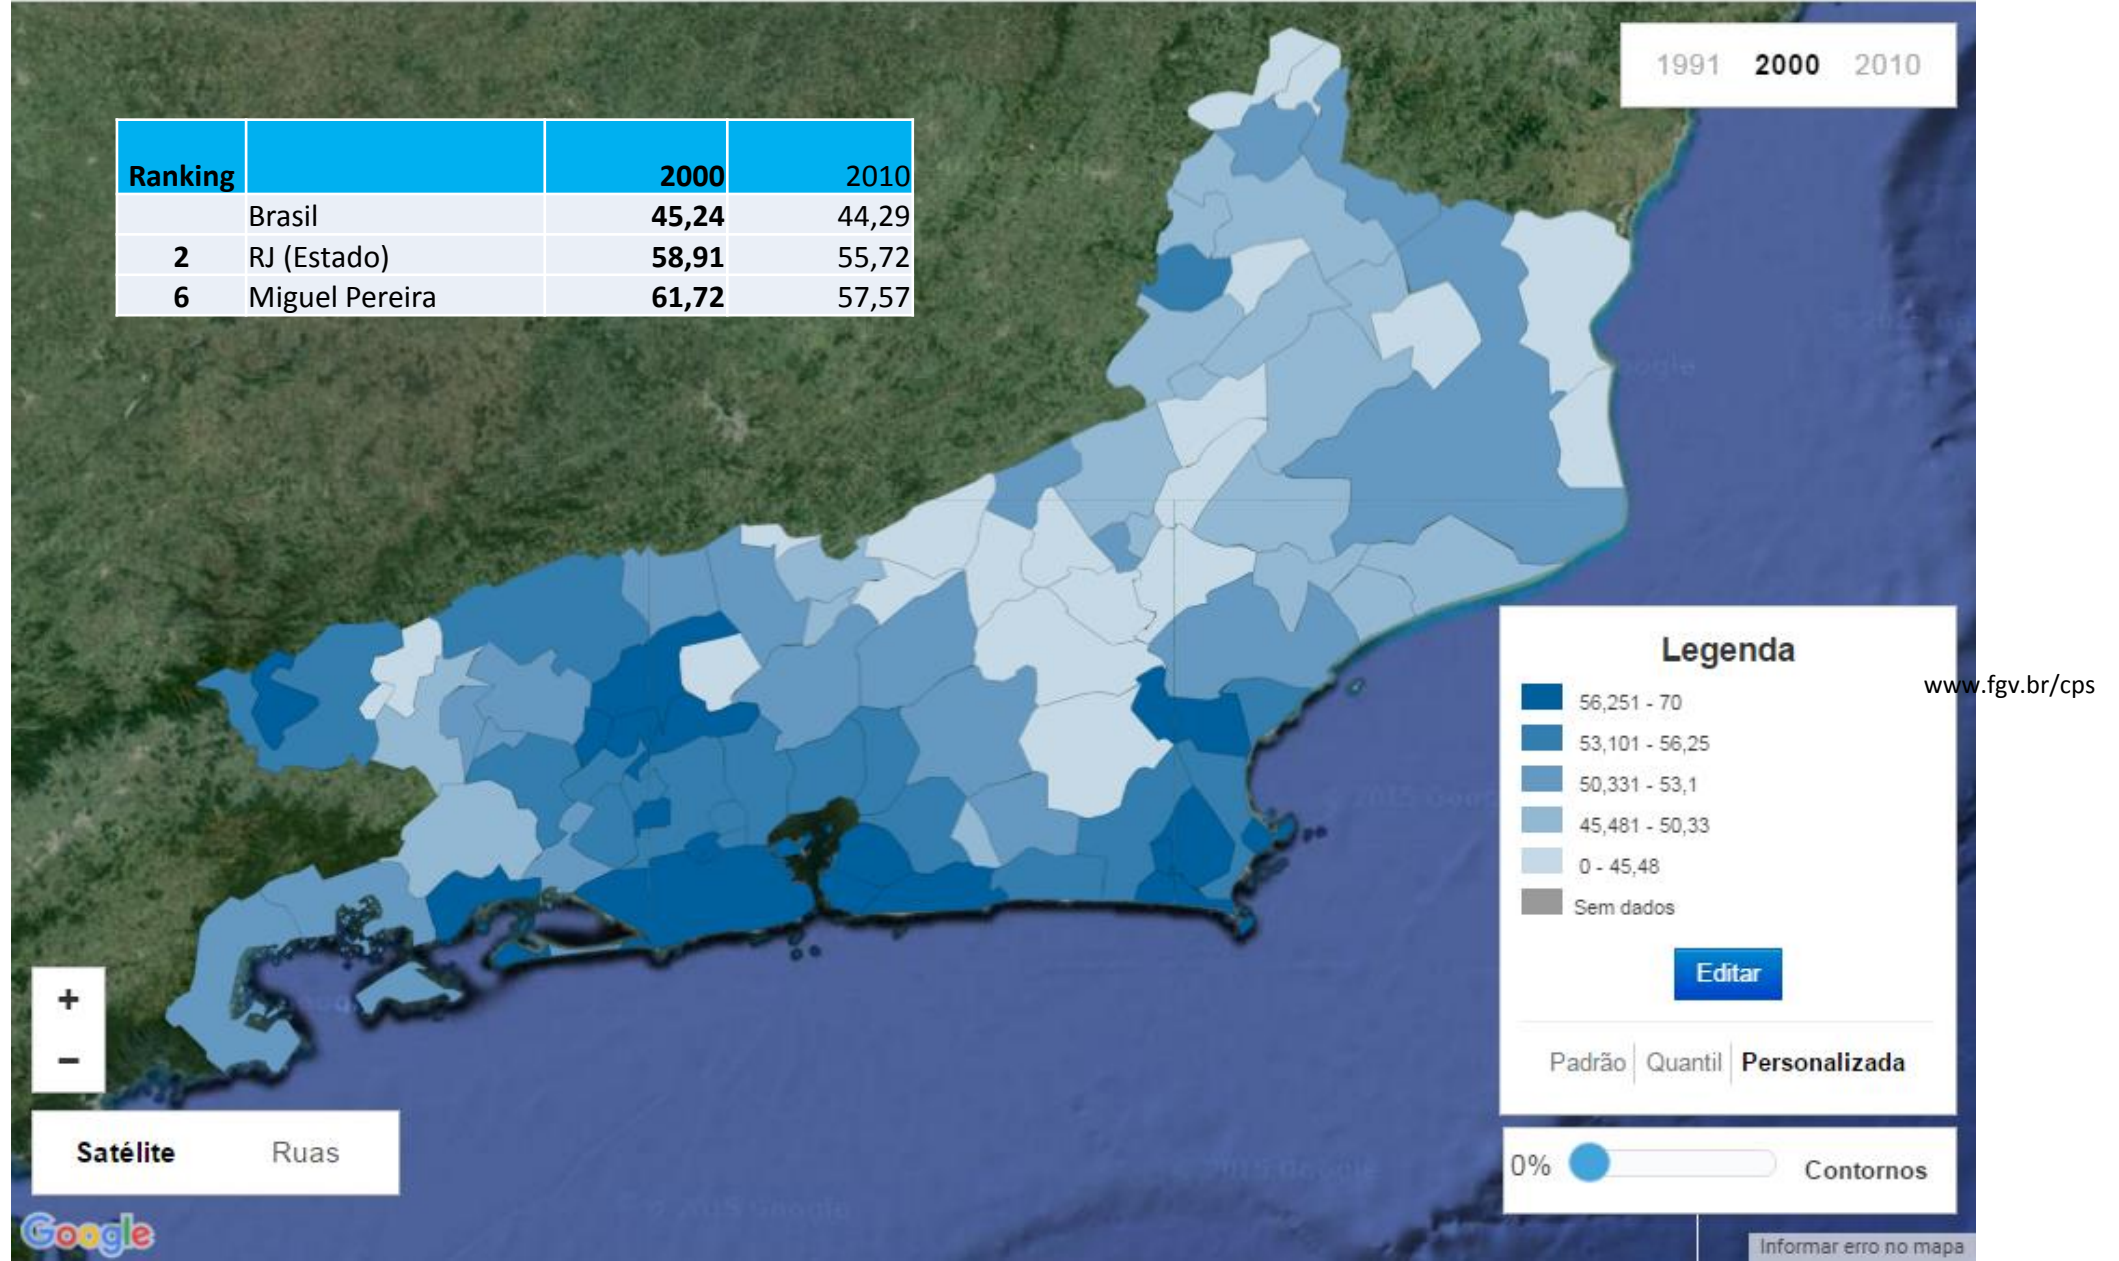 1991 2000 2010
Ranking 2000 2010
Brasil 45,24 44,29
2 RJ (Estado) 58,91 55,72
6 Miguel Pereira 61,72 57,57
Legenda
56,251 - 70
53,101 - 56,25
50,331 - 53,1
45,481 - 50,33
0 - 45,48
Sem dados
Editar
Padrão Quantil Personalizada
www.fgv.br/cps
+
−
Satélite Ruas
0% Contornos
Google
Informar erro no mapa